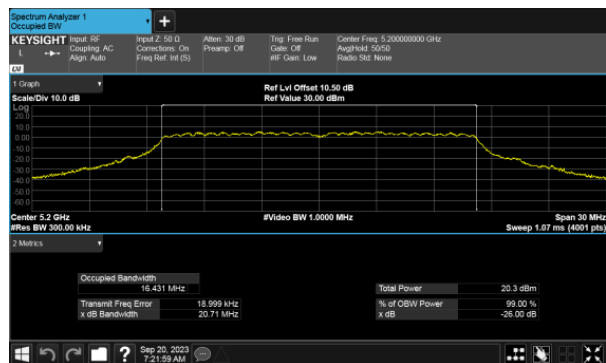 Spectrum Analyzer 1
Occupied BW
KEYSIGHT Input: RF Input Z: 50 Ω Atten: 30 dB Trig: Free Run Center Freq: 5.200000000 GHz
L Coupling: AC Corrections: On Preamp: Off Gate: Off Avg|Hold: 50/50
Align: Auto Freq Ref: Int (S) #IF Gain: Low Radio Std: None
1 Graph
Ref Lvl Offset 10.50 dB
Scale/Div 10.0 dB Ref Value 30.00 dBm
Log
20.0
10.0
0.00
-10.0
-20.0
-30.0
-40.0
-50.0
-60.0
Center 5.2 GHz #Video BW 1.0000 MHz Span 30 MHz
#Res BW 300.00 kHz Sweep 1.07 ms (4001 pts)
2 Metrics
Occupied Bandwidth
16.431 MHz Total Power 20.3 dBm
Transmit Freq Error 18.999 kHz % of OBW Power 99.00 %
x dB Bandwidth 20.71 MHz x dB -26.00 dB
? Sep 20, 2023
7:21:59 AM